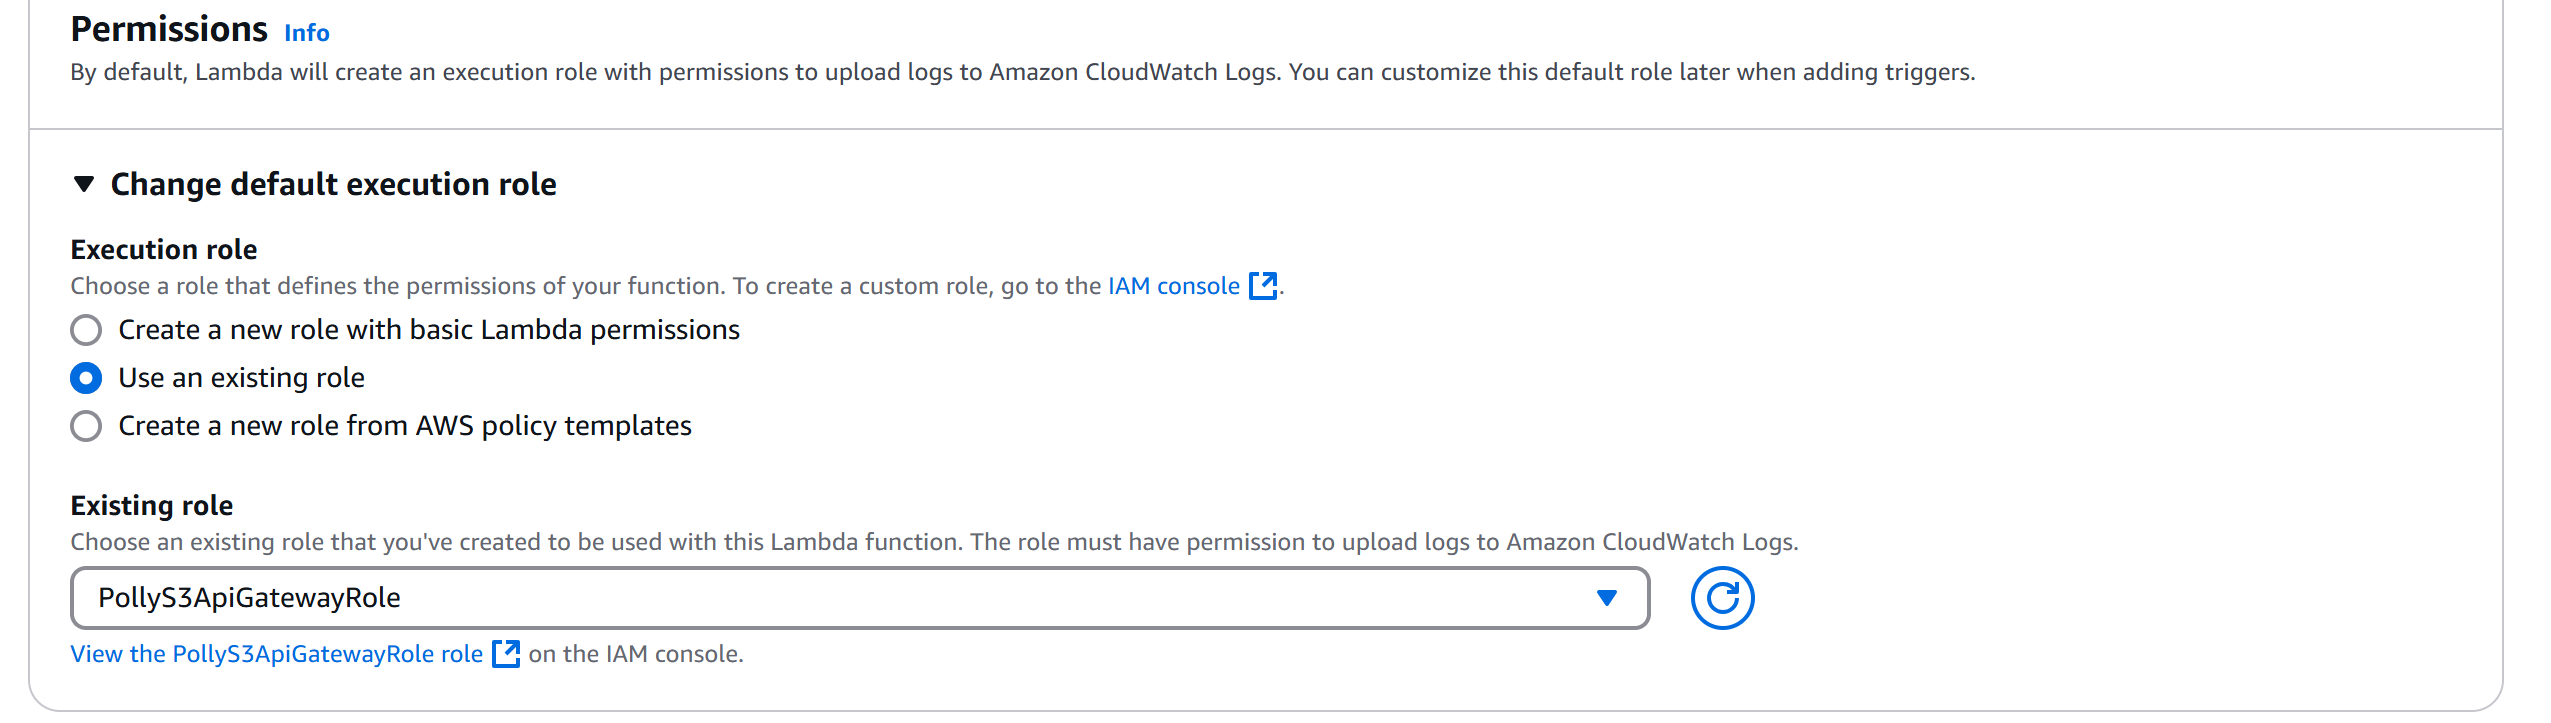 Permissions Info
By default, Lambda will create an execution role with permissions to upload logs to Amazon CloudWatch Logs. You can customize this default role later when adding triggers.
Change default execution role
Execution role
Choose a role that defines the permissions of your function. To create a custom role, go to the IAM console.
Create a new role with basic Lambda permissions
Use an existing role
Create a new role from AWS policy templates
Existing role
Choose an existing role that you've created to be used with this Lambda function. The role must have permission to upload logs to Amazon CloudWatch Logs.
PollyS3ApiGatewayRole
View the PollyS3ApiGatewayRole role on the IAM console.